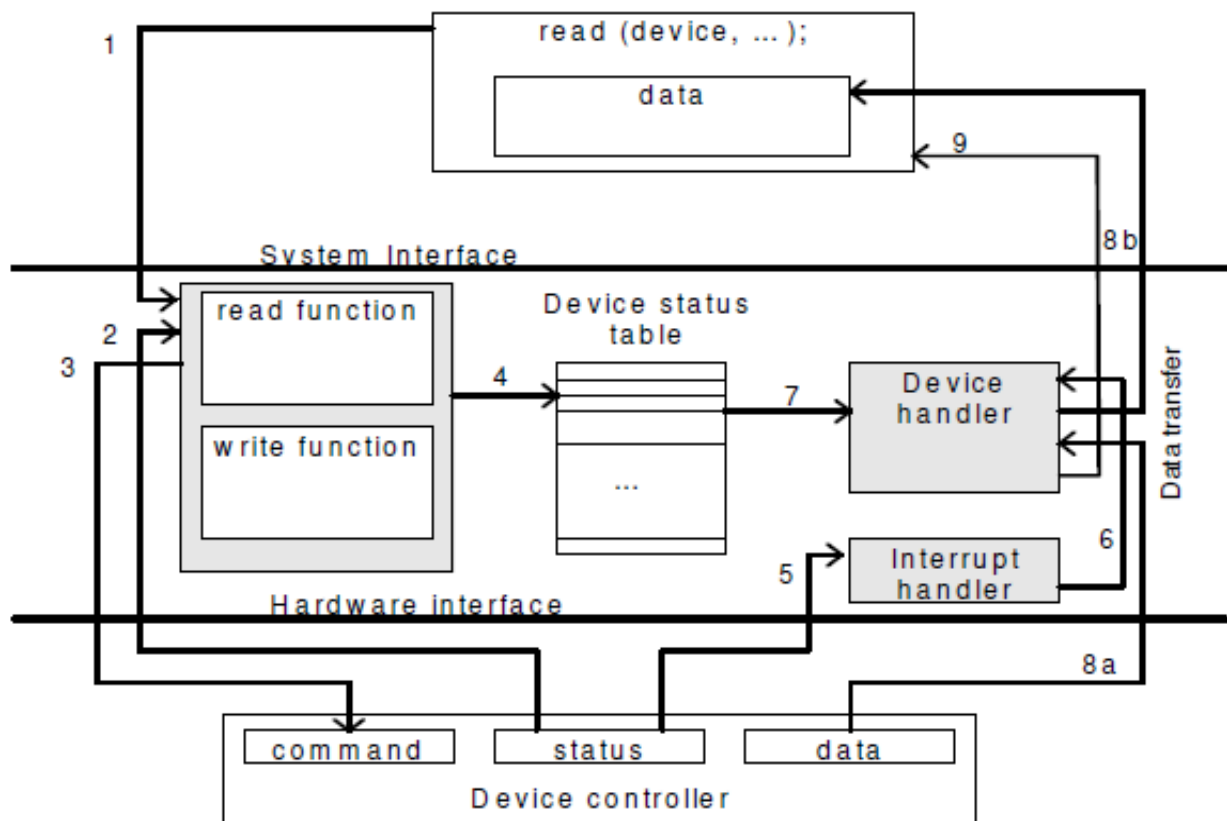 1
read (device, ... );
data
9
8b
System Interface
read function
2
3
write function
Device status
table
4
...
7
Device
handler
Data transfer
5
Interrupt
handler
6
Hardware interface
8a
command
status
data
Device controller